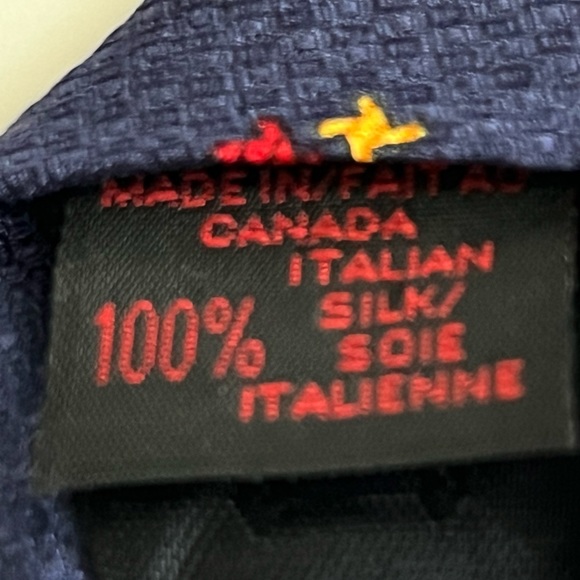 MADE IN/FAIT AU
CANADA
ITALIAN
100% SILK/
SOIE
ITALIENNE